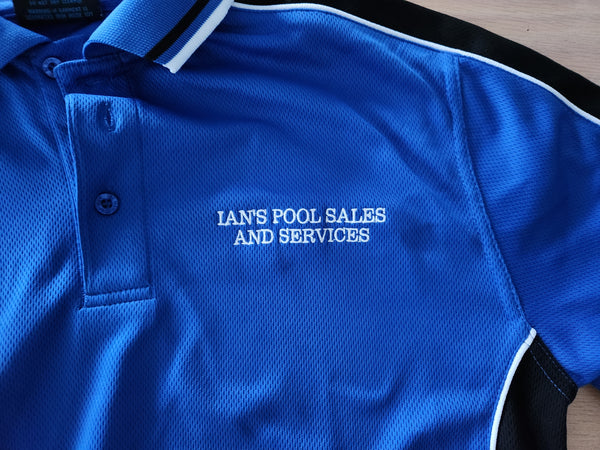 IAN'S POOL SALES
AND SERVICES